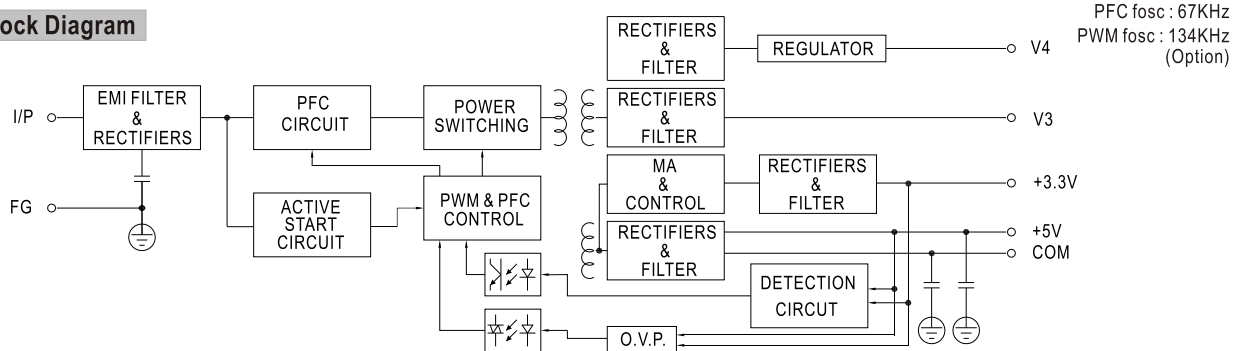 ock Diagram
PFC fosc : 67KHz
PWM fosc : 134KHz
(Option)
RECTIFIERS
&
FILTER
REGULATOR
V4
I/P
EMI FILTER
&
RECTIFIERS
PFC
CIRCUIT
POWER
SWITCHING
RECTIFIERS
&
FILTER
V3
MA
&
CONTROL
RECTIFIERS
&
FILTER
+3.3V
FG
ACTIVE
START
CIRCUIT
PWM & PFC
CONTROL
RECTIFIERS
&
FILTER
+5V
COM
DETECTION
CIRCUT
O.V.P.